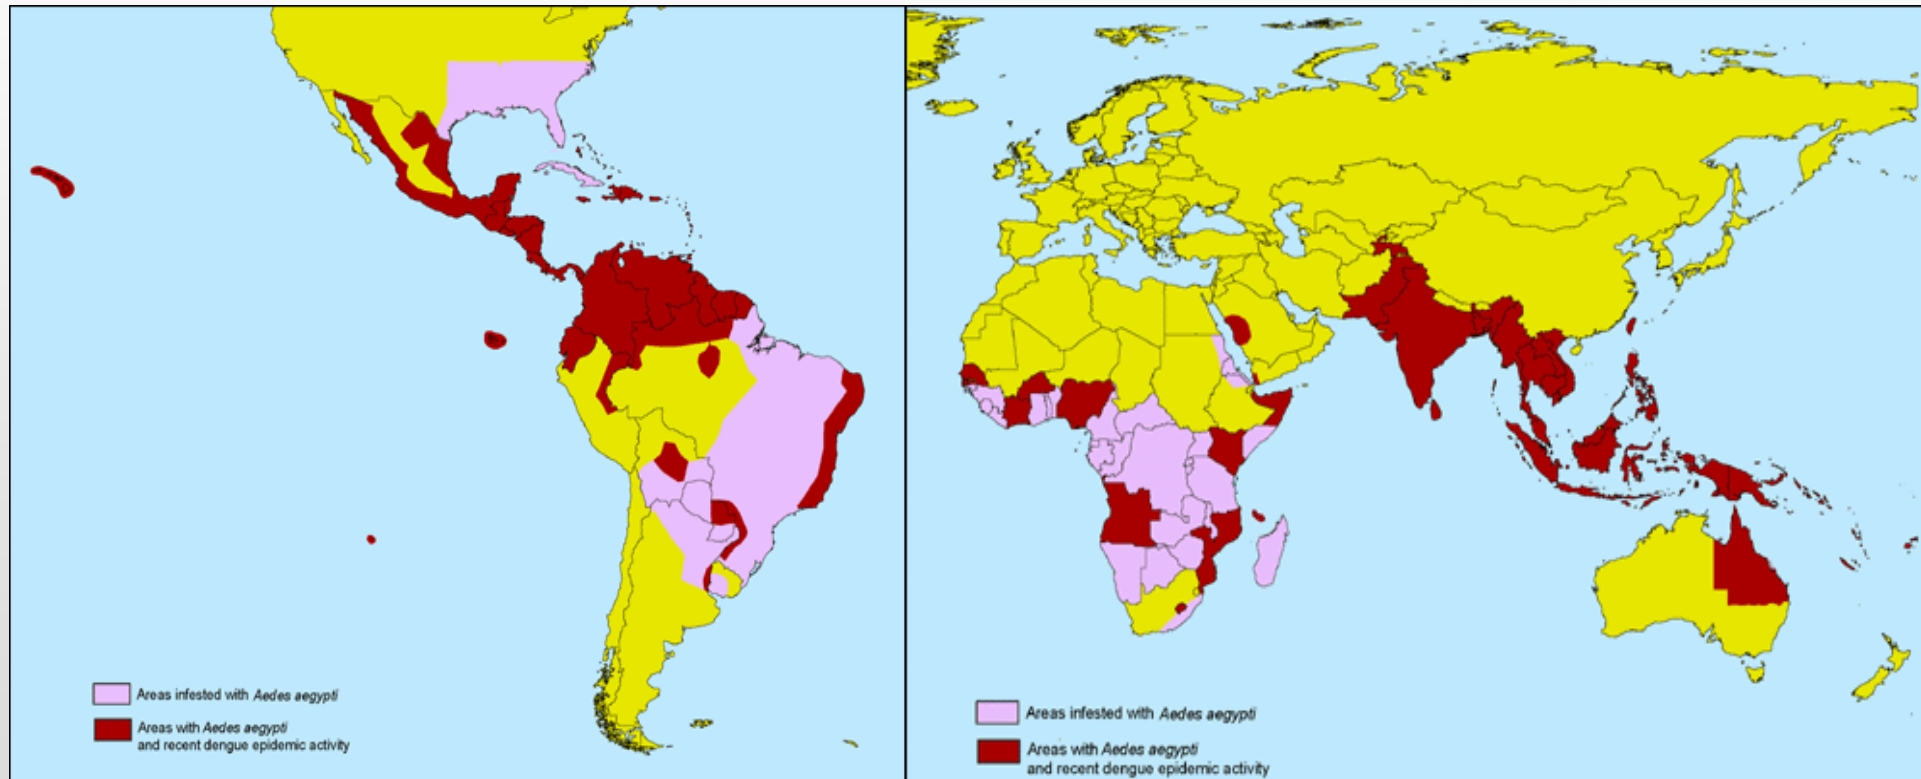 Areas infested with Aedes aegypti
Areas with Aedes aegypti
and recent dengue epidemic activity
Areas infested with Aedes aegypti
Areas with Aedes aegypti
and recent dengue epidemic activity